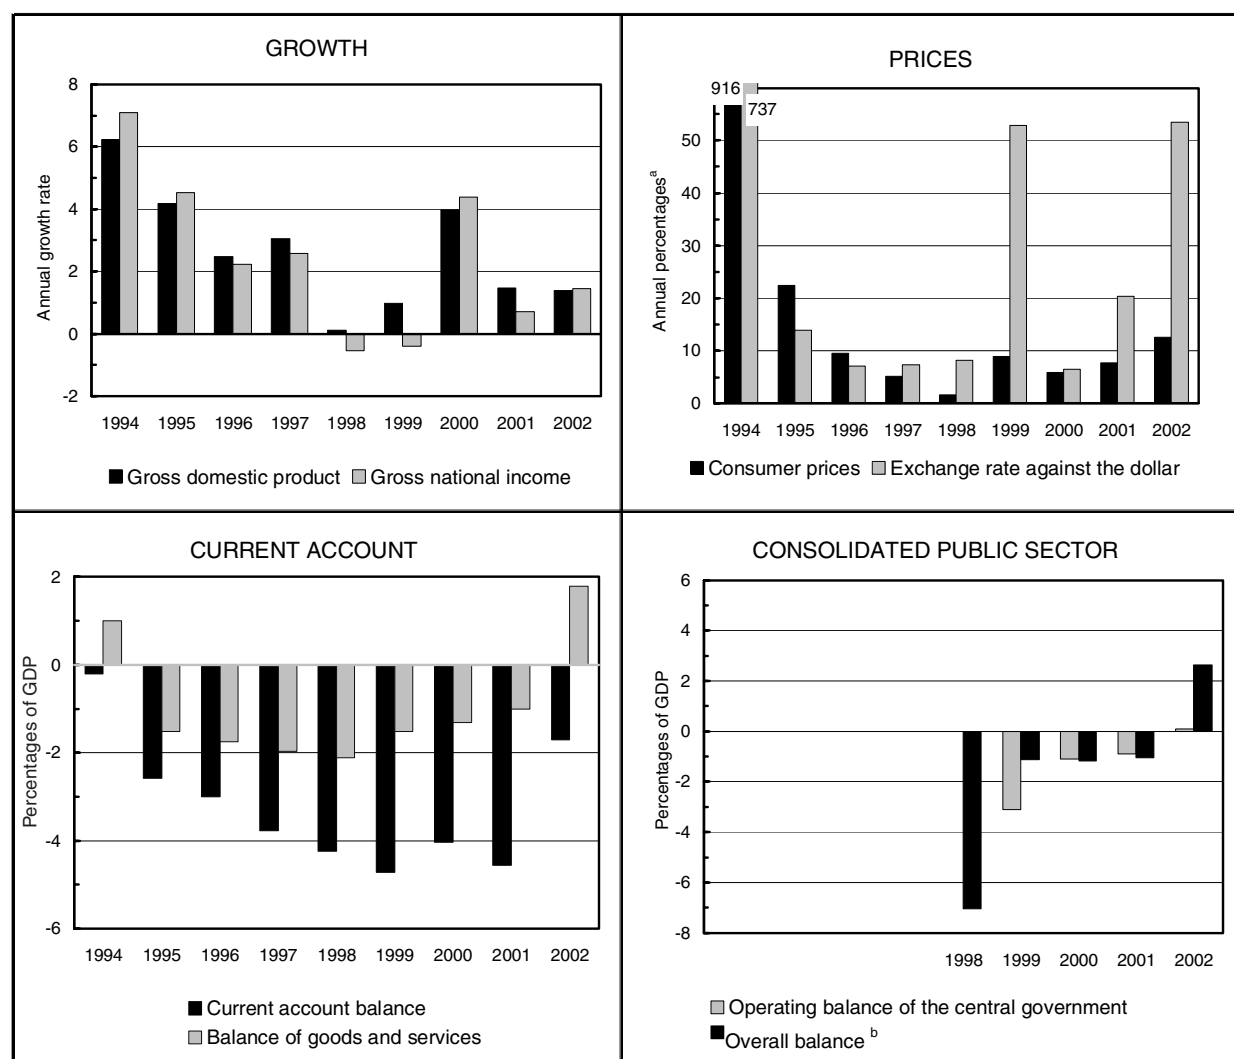 GROWTH
8
6
4
2
0
-2
Annual growth rate
1994 1995 1996 1997 1998 1999 2000 2001 2002
Gross domestic product Gross national income
PRICES
916
737
50
40
30
20
10
0
Annual percentagesᵃ
1994 1995 1996 1997 1998 1999 2000 2001 2002
Consumer prices Exchange rate against the dollar
CURRENT ACCOUNT
2
0
-2
-4
-6
Percentages of GDP
1994 1995 1996 1997 1998 1999 2000 2001 2002
Current account balance
Balance of goods and services
CONSOLIDATED PUBLIC SECTOR
6
4
2
0
-2
-4
-6
-8
Percentages of GDP
1998 1999 2000 2001 2002
Operating balance of the central government
Overall balance ᵇ